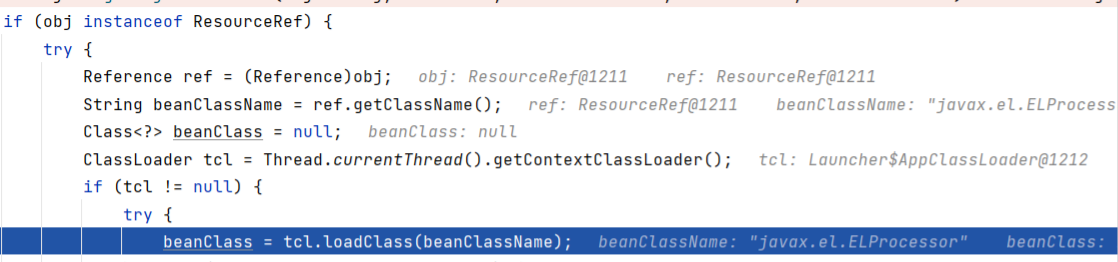 if (obj instanceof ResourceRef) {
try {
Reference ref = (Reference)obj; obj: ResourceRef@1211 ref: ResourceRef@1211
String beanClassName = ref.getClassName(); ref: ResourceRef@1211 beanClassName: "javax.el.ELProcess
Class<?> beanClass = null; beanClass: null
ClassLoader tcl = Thread.currentThread().getContextClassLoader(); tcl: Launcher$AppClassLoader@1212
if (tcl != null) {
try {
beanClass = tcl.loadClass(beanClassName); beanClassName: "javax.el.ELProcessor" beanClass: